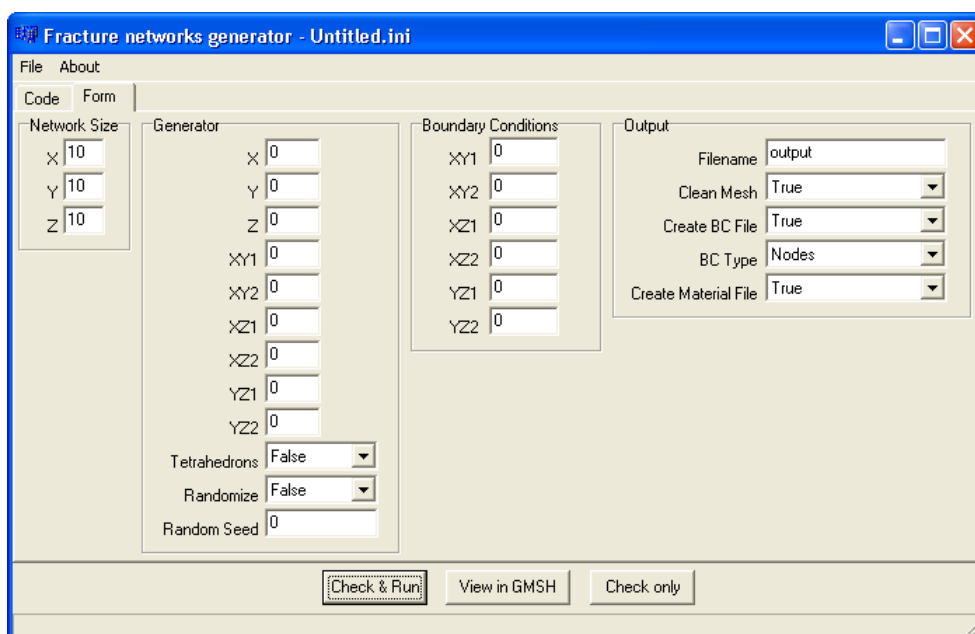 Fracture networks generator - Untitled.ini
File About
Code Form
Network Size
X 10
Y 10
Z 10
Generator
X 0
Y 0
Z 0
XY1 0
XY2 0
XZ1 0
XZ2 0
YZ1 0
YZ2 0
Tetrahedrons False
Randomize False
Random Seed 0
Boundary Conditions
XY1 0
XY2 0
XZ1 0
XZ2 0
YZ1 0
YZ2 0
Output
Filename output
Clean Mesh True
Create BC File True
BC Type Nodes
Create Material File True
Check & Run View in GMSH Check only